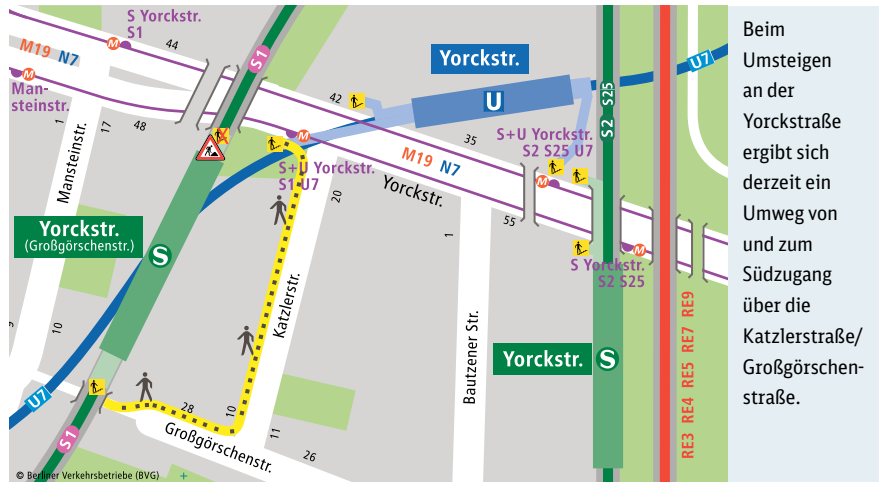 S Yorckstr.
S1
44
M19 N7
M
S1
Yorckstr.
U7
Man-
steinstr.
M
42
U
S2 S25
1
17
48
Mansteinstr.
M
35
S+U Yorckstr.
S2 S25 U7
M19 N7
M
S+U Yorckstr.
S1 U7
20
Yorckstr.
55
Yorckstr.
(Großgörschenstr.)
S
1
M
S Yorckstr.
S2 S25
Katzlerstr.
Bautzener Str.
RE3 RE4 RE5 RE7 RE9
10
Yorckstr.
S
U7
28
10
11
Großgörschenstr.
26
S1
© Berliner Verkehrsbetriebe (BVG)
Beim
Umsteigen
an der
Yorckstraße
ergibt sich
derzeit ein
Umweg von
und zum
Südzugang
über die
Katzlerstraße/
Großgörschen-
straße.